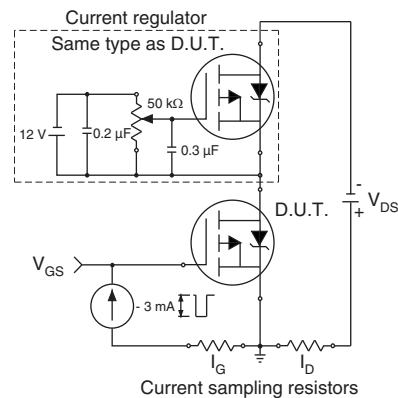 Current regulator
Same type as D.U.T.
50 kΩ
12 V
0.2 μF
0.3 μF
-
+
V_DS
D.U.T.
V_GS
- 3 mA
I_G
I_D
Current sampling resistors